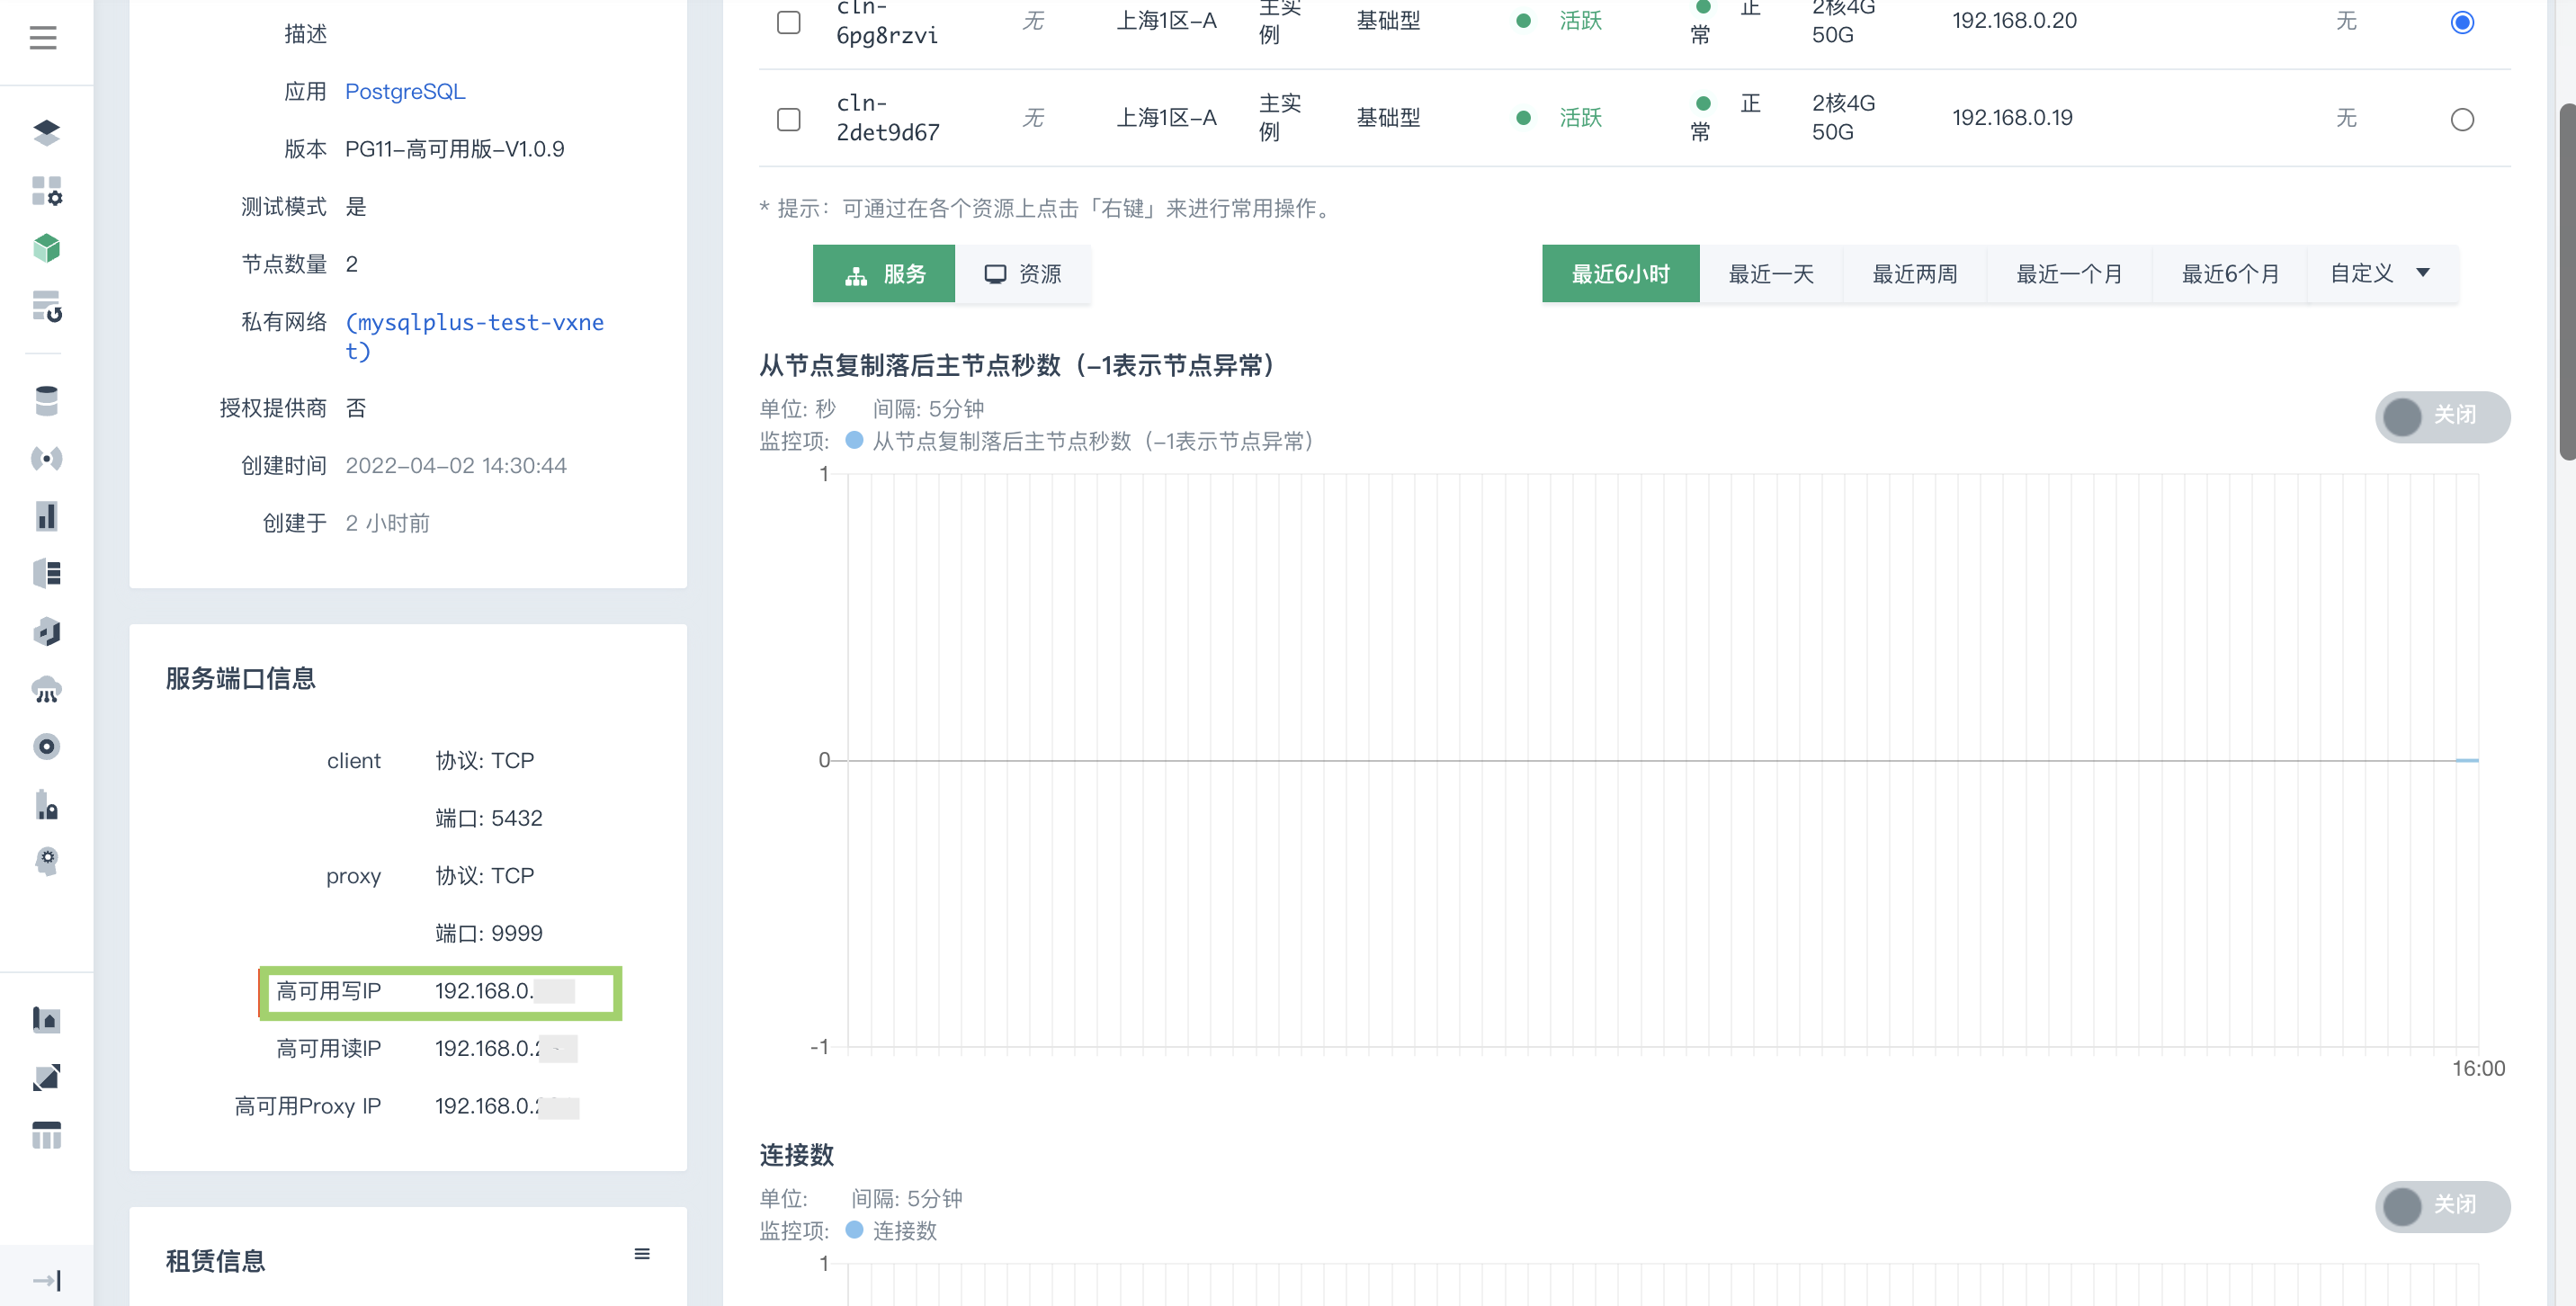 描述
应用 PostgreSQL
版本 PG11-高可用版-V1.0.9
测试模式 是
节点数量 2
私有网络 (mysqlplus-test-vxne
t)
授权提供商 否
创建时间 2022-04-02 14:30:44
创建于 2 小时前
服务端口信息
client 协议: TCP
端口: 5432
proxy 协议: TCP
端口: 9999
高可用写IP 192.168.0.
高可用读IP 192.168.0.
高可用Proxy IP 192.168.0.
租赁信息
cln-
6pg8rzvi 无 上海1区-A 主实
例 基础型 活跃 正
常 2核4G
50G 192.168.0.20 无
cln-
2det9d67 无 上海1区-A 主实
例 基础型 活跃 正
常 2核4G
50G 192.168.0.19 无
* 提示：可通过在各个资源上点击「右键」来进行常用操作。
服务 资源 最近6小时 最近一天 最近两周 最近一个月 最近6个月 自定义
从节点复制落后主节点秒数（-1表示节点异常）
单位: 秒 间隔: 5分钟
关闭
监控项: 从节点复制落后主节点秒数（-1表示节点异常）
1
0
-1
16:00
连接数
单位: 间隔: 5分钟
关闭
监控项: 连接数
1